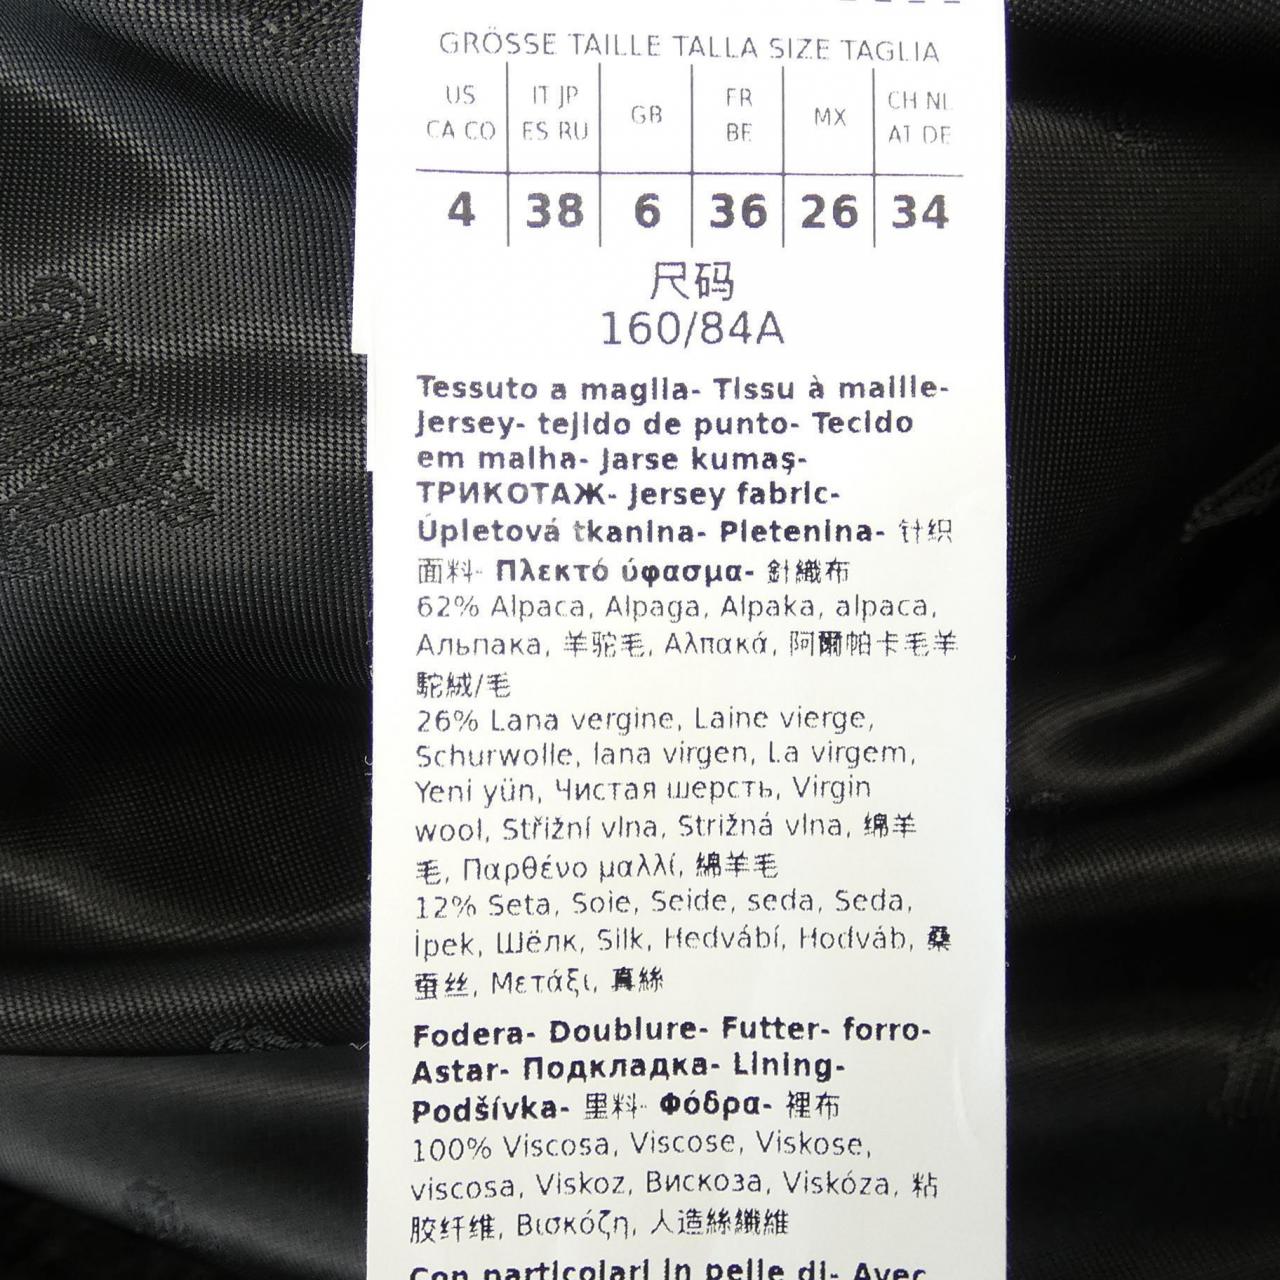 GRÖSSE TAILLE TALLA SIZE TAGLIA
US CA CO
IT JP ES RU
GB
FR BE
MX
CH NL AT DE
4 38 6 36 26 34
尺码
160/84A
Tessuto a maglia- Tissu à maille-
Jersey- tejido de punto- Tecido
em malha- Jarse kumaş-
ТРИКОТАЖ- Jersey fabric-
Úpletová tkanina- Pletenina- 针织
面料- Πλεκτό ύφασμα- 針織布
62% Alpaca, Alpaga, Alpaka, alpaca,
Альпака, 羊驼毛, Αλπακά, 阿爾帕卡毛羊
駝絨/毛
26% Lana vergine, Laine vierge,
Schurwolle, lana virgen, La virgem,
Yeni yün, Чистая шерсть, Virgin
wool, Střižní vlna, Strižná vlna, 绵羊
毛, Παρθένο μαλλί, 綿羊毛
12% Seta, Soie, Seide, seda, Seda,
İpek, Шёлк, Silk, Hedvábí, Hodváb, 桑
蚕丝, Μετάξι, 真絲
Fodera- Doublure- Futter- forro-
Astar- Подкладка- Lining-
Podšívka- 里料- Φόδρα- 裡布
100% Viscosa, Viscose, Viskose,
viscosa, Viskoz, Вискоза, Viskóza, 粘
胶纤维, Βισκόζη, 人造絲纖維
Con particolari in pelle di- Avec